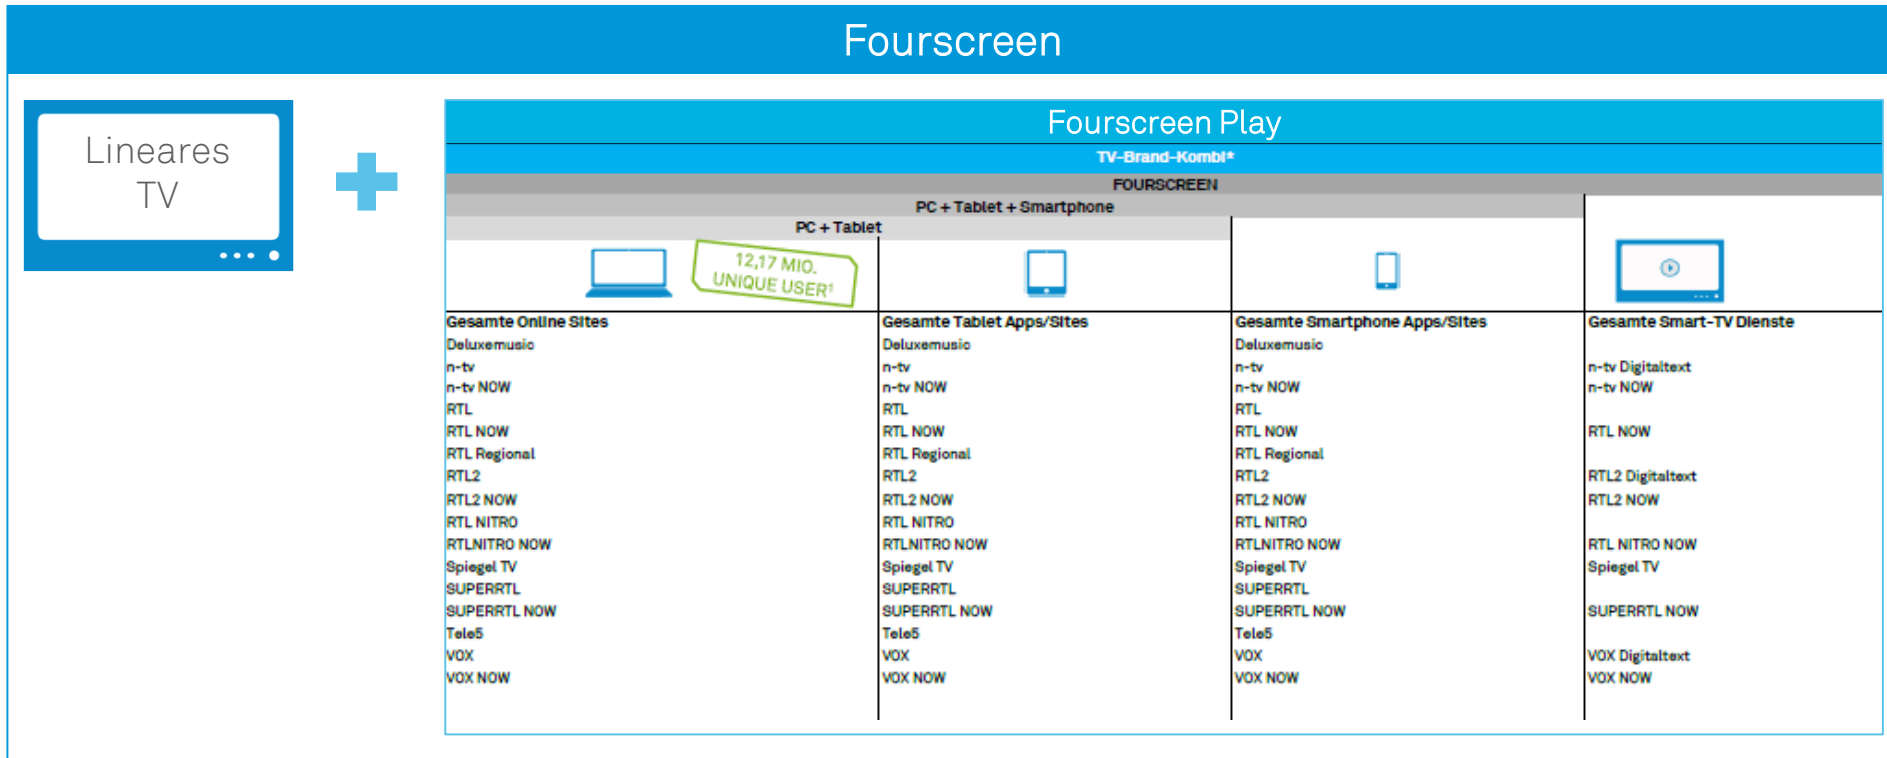 Fourscreen
Lineares
TV
Fourscreen Play
TV-Brand-Kombi*
FOURSCREEN
PC + Tablet + Smartphone
PC + Tablet
12,17 MIO.
UNIQUE USER¹
Gesamte Online Sites Gesamte Tablet Apps/Sites Gesamte Smartphone Apps/Sites Gesamte Smart-TV Dienste
Deluxemusic Deluxemusic Deluxemusic
n-tv n-tv n-tv n-tv Digitaltext
n-tv NOW n-tv NOW n-tv NOW n-tv NOW
RTL RTL RTL
RTL NOW RTL NOW RTL NOW RTL NOW
RTL Regional RTL Regional RTL Regional
RTL2 RTL2 RTL2 RTL2 Digitaltext
RTL2 NOW RTL2 NOW RTL2 NOW RTL2 NOW
RTL NITRO RTL NITRO RTL NITRO
RTLNITRO NOW RTLNITRO NOW RTLNITRO NOW RTL NITRO NOW
Spiegel TV Spiegel TV Spiegel TV Spiegel TV
SUPERRTL SUPERRTL SUPERRTL
SUPERRTL NOW SUPERRTL NOW SUPERRTL NOW SUPERRTL NOW
Tele5 Tele5 Tele5
VOX VOX VOX VOX Digitaltext
VOX NOW VOX NOW VOX NOW VOX NOW